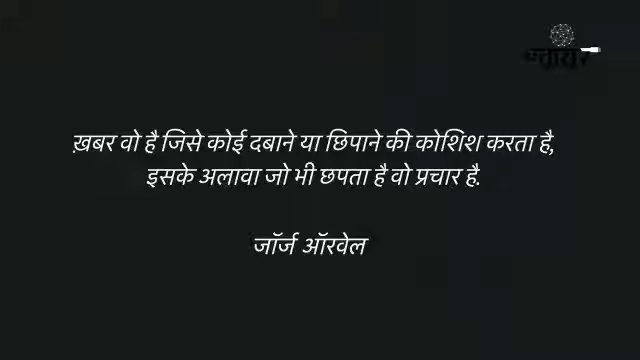 ख़बर वो है जिसे कोई दबाने या छिपाने की कोशिश करता है,
इसके अलावा जो भी छपता है वो प्रचार है.
जॉर्ज ऑरवेल